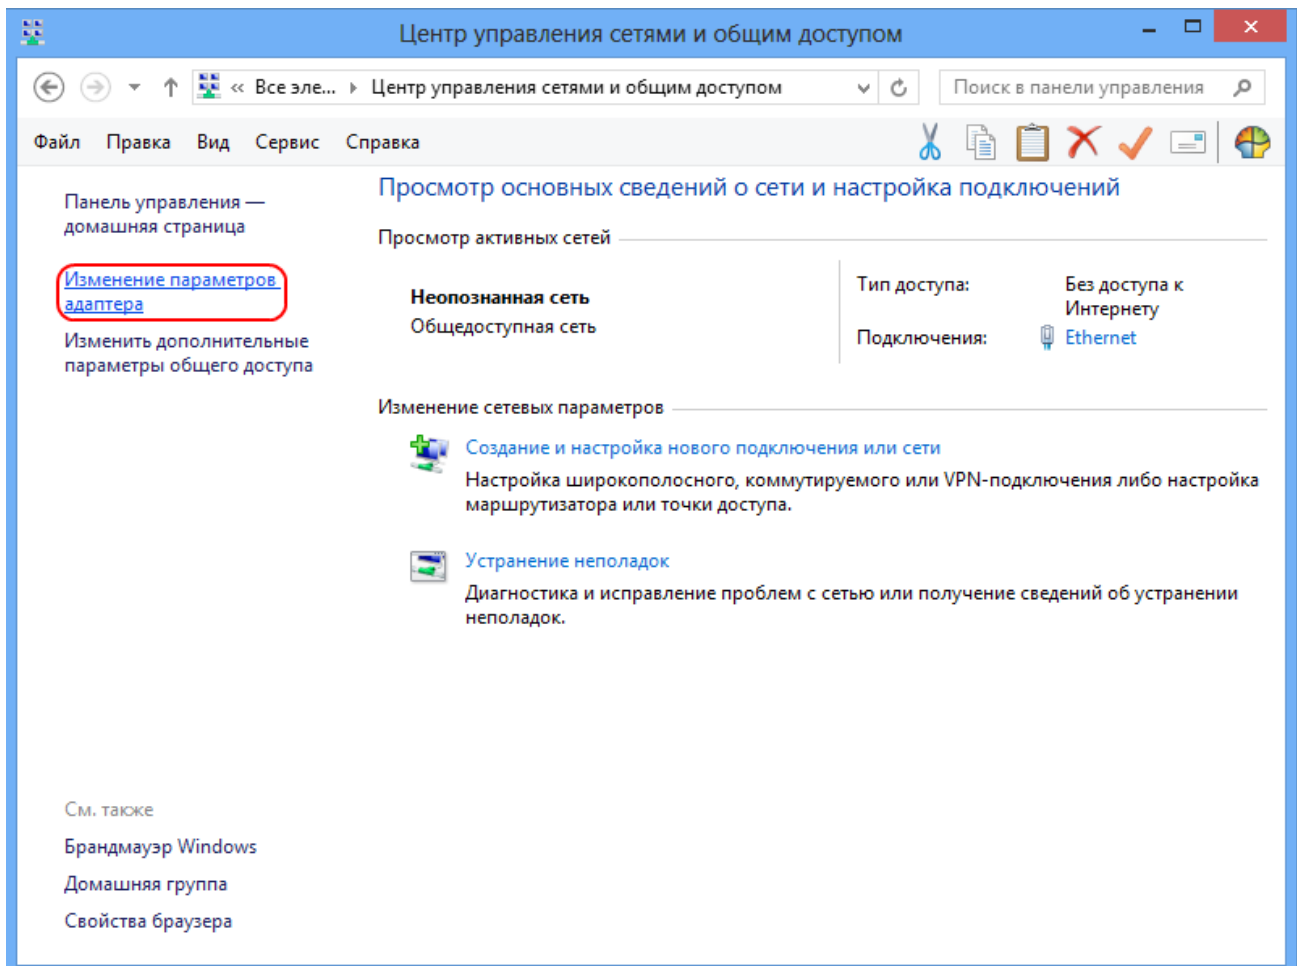 Центр управления сетями и общим доступом
« Все эле... Центр управления сетями и общим доступом
Поиск в панели управления
Файл Правка Вид Сервис Справка
Панель управления —
домашняя страница
Изменение параметров
адаптера
Изменить дополнительные
параметры общего доступа
Просмотр основных сведений о сети и настройка подключений
Просмотр активных сетей
Неопознанная сеть
Общедоступная сеть
Тип доступа: Без доступа к
Интернету
Подключения: Ethernet
Изменение сетевых параметров
Создание и настройка нового подключения или сети
Настройка широкополосного, коммутируемого или VPN-подключения либо настройка
маршрутизатора или точки доступа.
Устранение неполадок
Диагностика и исправление проблем с сетью или получение сведений об устранении
неполадок.
См. также
Брандмауэр Windows
Домашняя группа
Свойства браузера